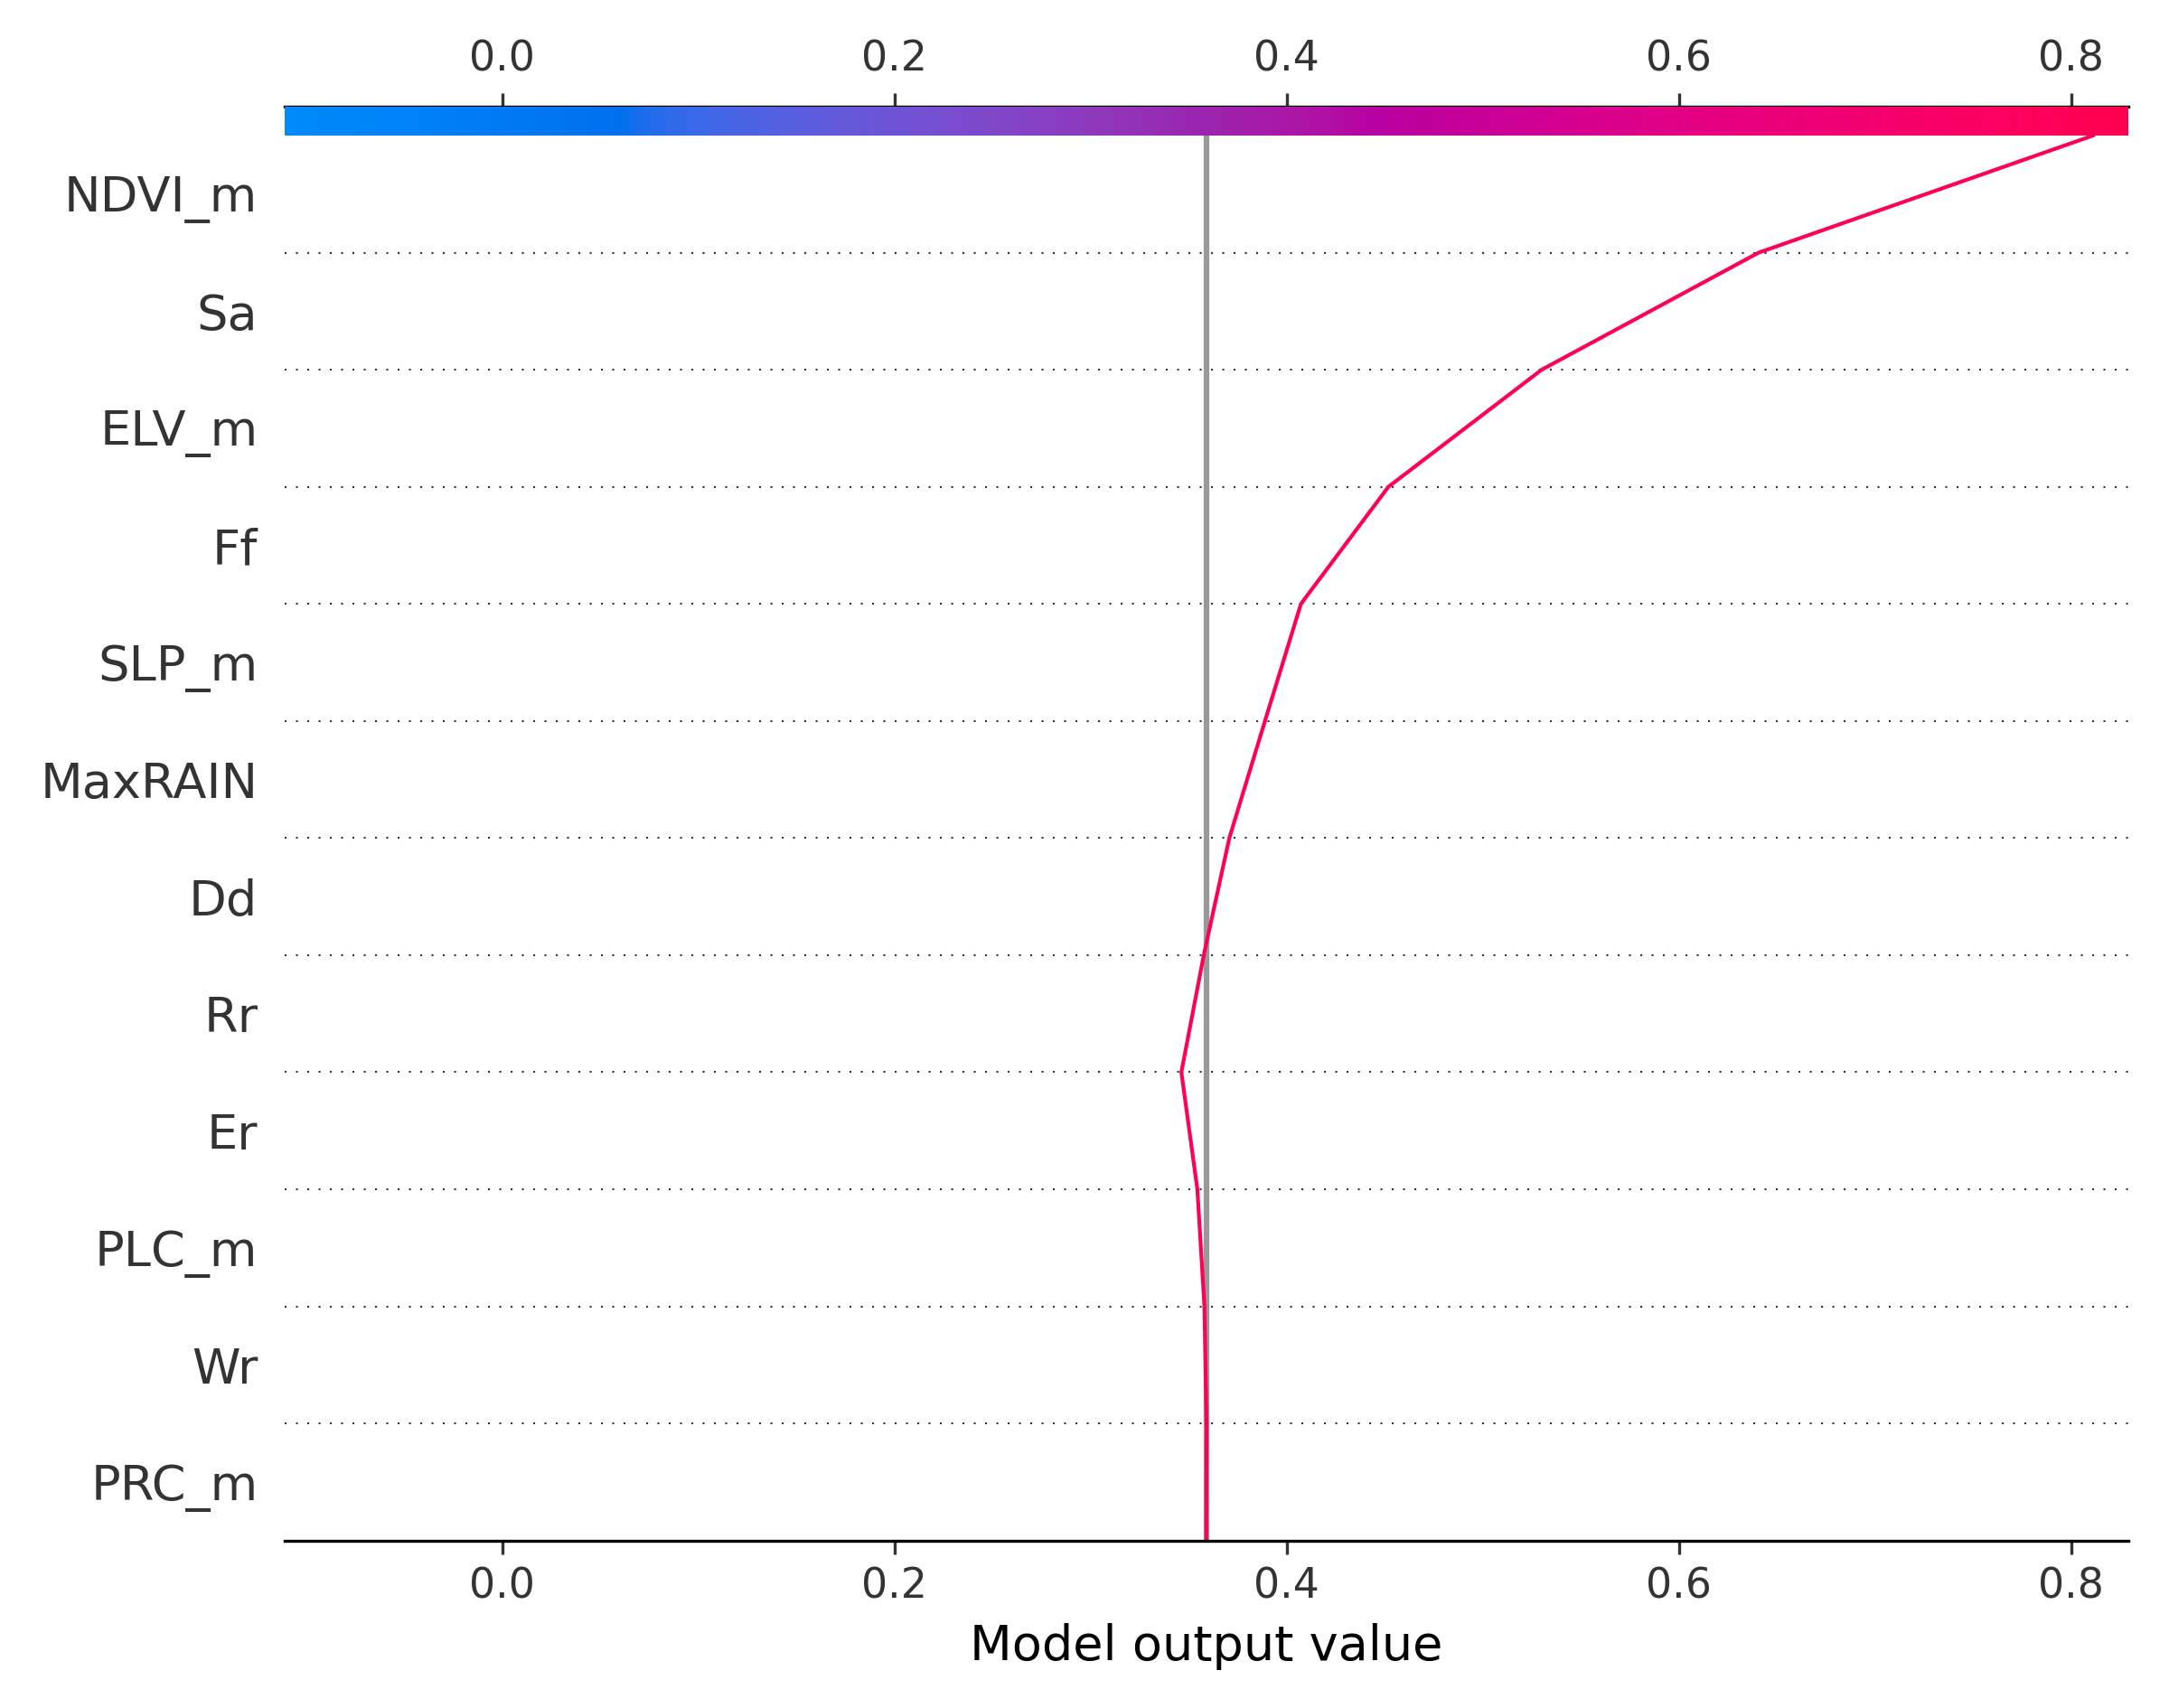 0.0 0.2 0.4 0.6 0.8
NDVI_m
Sa
ELV_m
Ff
SLP_m
MaxRAIN
Dd
Rr
Er
PLC_m
Wr
PRC_m
0.0 0.2 0.4 0.6 0.8
Model output value